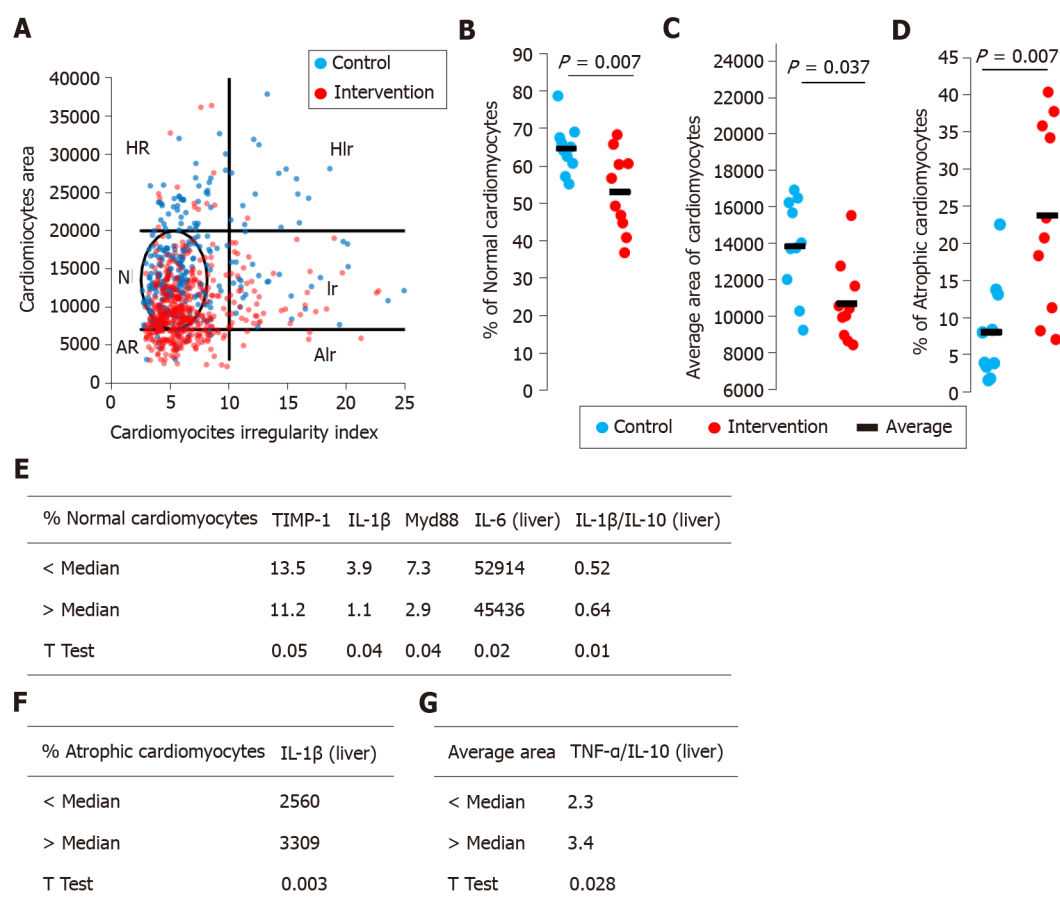 A
Control
Intervention
Cardiomiocytes area
40000
35000
30000
25000
20000
15000
10000
5000
0
HR
HIr
N
Ir
AR
AIr
0 5 10 15 20 25
Cardiomyocites irregularity index
B
P = 0.007
% of Normal cardiomyocytes
90
80
70
60
50
40
30
20
10
0
C
P = 0.037
Average area of cardiomyocytes
24000
22000
20000
18000
16000
14000
12000
10000
8000
6000
D
P = 0.007
% of Atrophic cardiomyocytes
45
40
35
30
25
20
15
10
5
0
Control Intervention Average
E
% Normal cardiomyocytes TIMP-1 IL-1β Myd88 IL-6 (liver) IL-1β/IL-10 (liver)
< Median 13.5 3.9 7.3 52914 0.52
> Median 11.2 1.1 2.9 45436 0.64
T Test 0.05 0.04 0.04 0.02 0.01
F
% Atrophic cardiomyocytes IL-1β (liver)
< Median 2560
> Median 3309
T Test 0.003
G
Average area TNF-α/IL-10 (liver)
< Median 2.3
> Median 3.4
T Test 0.028